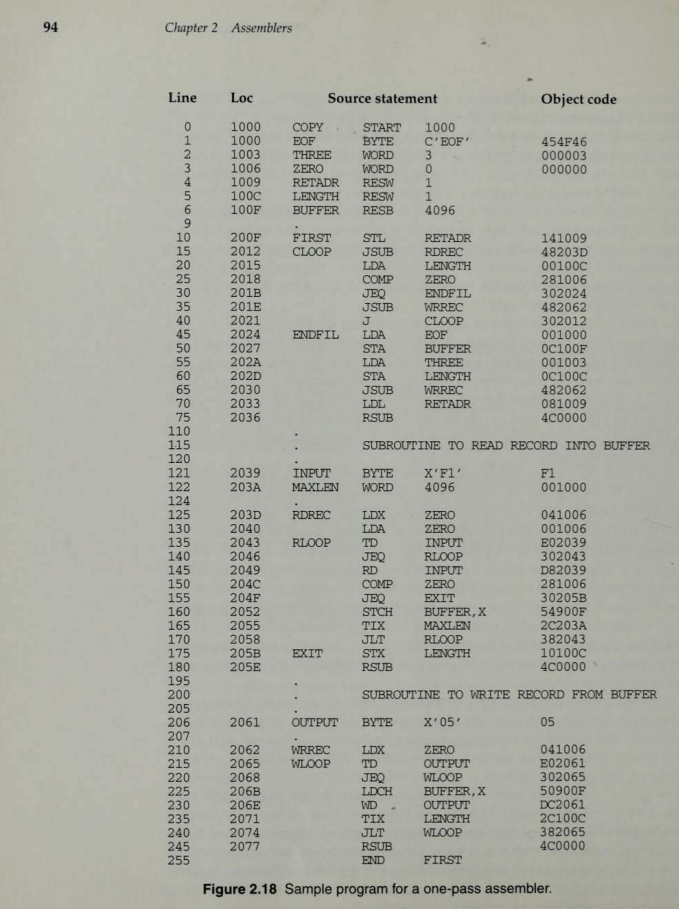 94 Chapter 2 Assemblers
Line Loc Source statement Object code
0 1000 COPY START 1000
1 1000 EOF BYTE C'EOF' 454F46
2 1003 THREE WORD 3 000003
3 1006 ZERO WORD 0 000000
4 1009 RETADR RESW 1
5 100C LENGTH RESW 1
6 100F BUFFER RESB 4096
9 .
10 200F FIRST STL RETADR 141009
15 2012 CLOOP JSUB RDREC 48203D
20 2015 LDA LENGTH 00100C
25 2018 COMP ZERO 281006
30 201B JEQ ENDFIL 302024
35 201E JSUB WRREC 482062
40 2021 J CLOOP 302012
45 2024 ENDFIL LDA EOF 001000
50 2027 STA BUFFER 0C100F
55 202A LDA THREE 001003
60 202D STA LENGTH 0C100C
65 2030 JSUB WRREC 482062
70 2033 LDL RETADR 081009
75 2036 RSUB 4C0000
110 .
115 . SUBROUTINE TO READ RECORD INTO BUFFER
120 .
121 2039 INPUT BYTE X'F1' F1
122 203A MAXLEN WORD 4096 001000
124 .
125 203D RDREC LDX ZERO 041006
130 2040 LDA ZERO 001006
135 2043 RLOOP TD INPUT E02039
140 2046 JEQ RLOOP 302043
145 2049 RD INPUT D82039
150 204C COMP ZERO 281006
155 204F JEQ EXIT 30205B
160 2052 STCH BUFFER,X 54900F
165 2055 TIX MAXLEN 2C203A
170 2058 JLT RLOOP 382043
175 205B EXIT STX LENGTH 10100C
180 205E RSUB 4C0000
195 .
200 . SUBROUTINE TO WRITE RECORD FROM BUFFER
205 .
206 2061 OUTPUT BYTE X'05' 05
207 .
210 2062 WRREC LDX ZERO 041006
215 2065 WLOOP TD OUTPUT E02061
220 2068 JEQ WLOOP 302065
225 206B LDCH BUFFER,X 50900F
230 206E WD OUTPUT DC2061
235 2071 TIX LENGTH 2C100C
240 2074 JLT WLOOP 382065
245 2077 RSUB 4C0000
255 END FIRST
Figure 2.18 Sample program for a one-pass assembler.